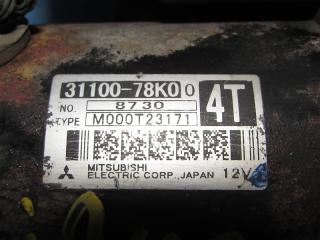 31100-78K00 4T
NO. 8730
TYPE M000T23171
MITSUBISHI
ELECTRIC CORP., JAPAN 12V